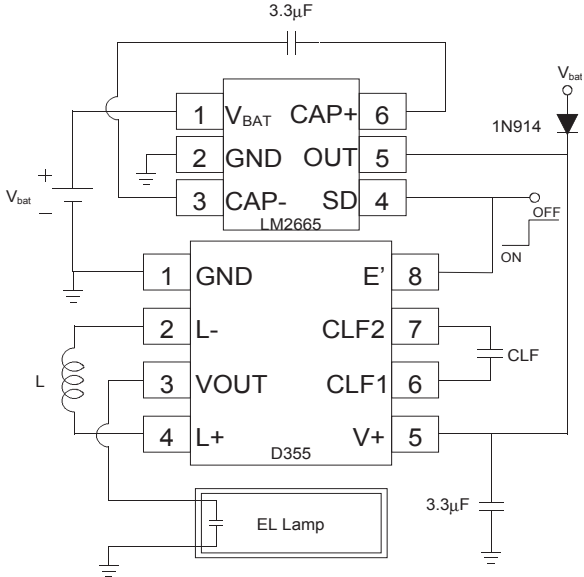 3.3µF
V_bat
1N914
1 V_BAT CAP+ 6
2 GND OUT 5
3 CAP- SD 4
LM2665
+
V_bat
−
OFF
ON
1 GND E' 8
2 L- CLF2 7
CLF
L
3 VOUT CLF1 6
4 L+ V+ 5
D355
3.3µF
EL Lamp